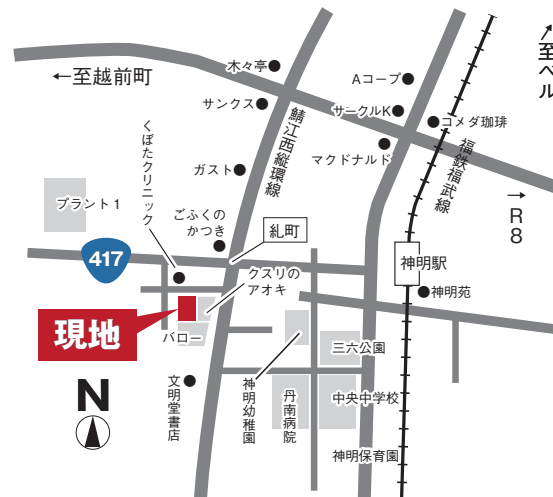 木々亭
←至越前町
Aコープ
↗至ベル
サンクス
サークルK
コメダ珈琲
鯖江西縦環線
マクドナルド
福鉄福武線
くぼたクリニック
ガスト
プラント1
→
R8
ごふくの
かつき
糺町
417
神明駅
クスリの
アオキ
神明苑
現地
バロー
三六公園
N
文明堂書店
神明幼稚園
丹南病院
中央中学校
神明保育園